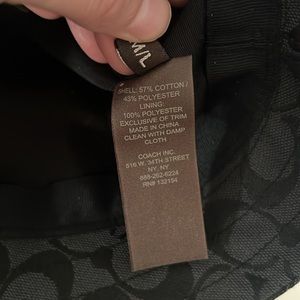 M/L
SHELL: 57% COTTON /
43% POLYESTER
LINING:
100% POLYESTER
EXCLUSIVE OF TRIM
MADE IN CHINA
CLEAN WITH DAMP
CLOTH
COACH INC.
516 W. 34TH STREET
NY, NY
888-262-6224
RN# 132154